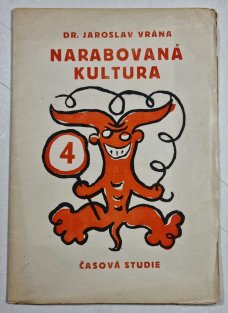 DR. JAROSLAV VRÁNA
NARABOVANÁ
KULTURA
4
ČASOVÁ STUDIE